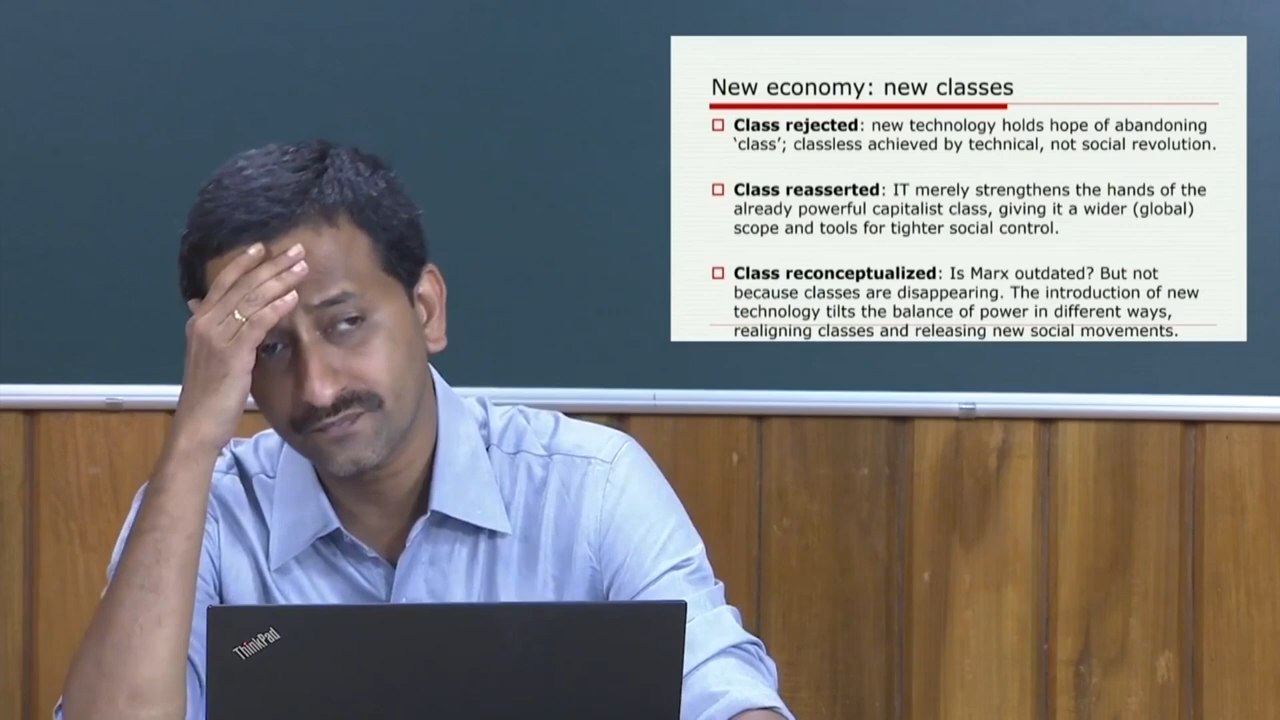 New economy: new classes
Class rejected: new technology holds hope of abandoning
‘class’; classless achieved by technical, not social revolution.
Class reasserted: IT merely strengthens the hands of the
already powerful capitalist class, giving it a wider (global)
scope and tools for tighter social control.
Class reconceptualized: Is Marx outdated? But not
because classes are disappearing. The introduction of new
technology tilts the balance of power in different ways,
realigning classes and releasing new social movements.
ThinkPad